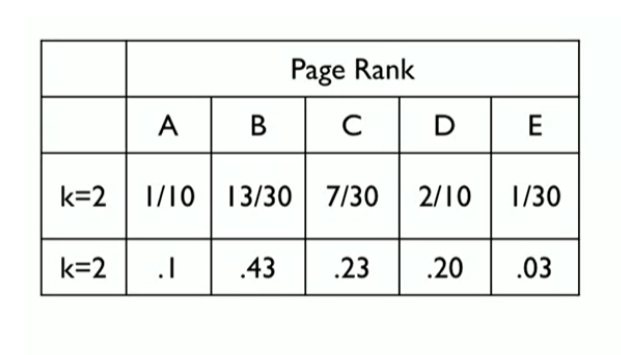 Page Rank
A B C D E
k=2 1/10 13/30 7/30 2/10 1/30
k=2 .1 .43 .23 .20 .03